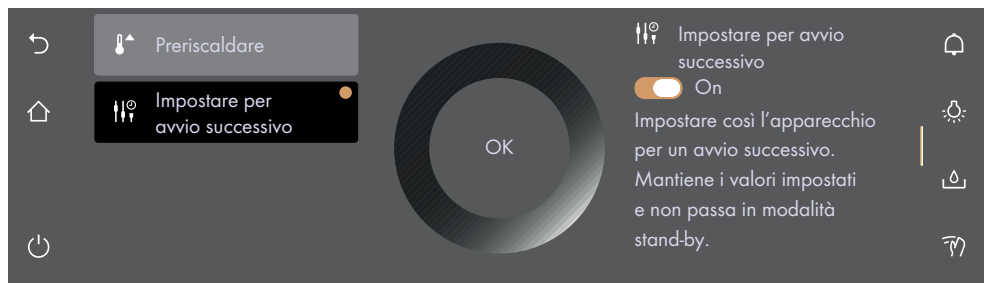 Preriscaldare
Impostare per
avvio successivo
OK
Impostare per avvio
successivo
On
Impostare così l'apparecchio
per un avvio successivo.
Mantiene i valori impostati
e non passa in modalità
stand-by.